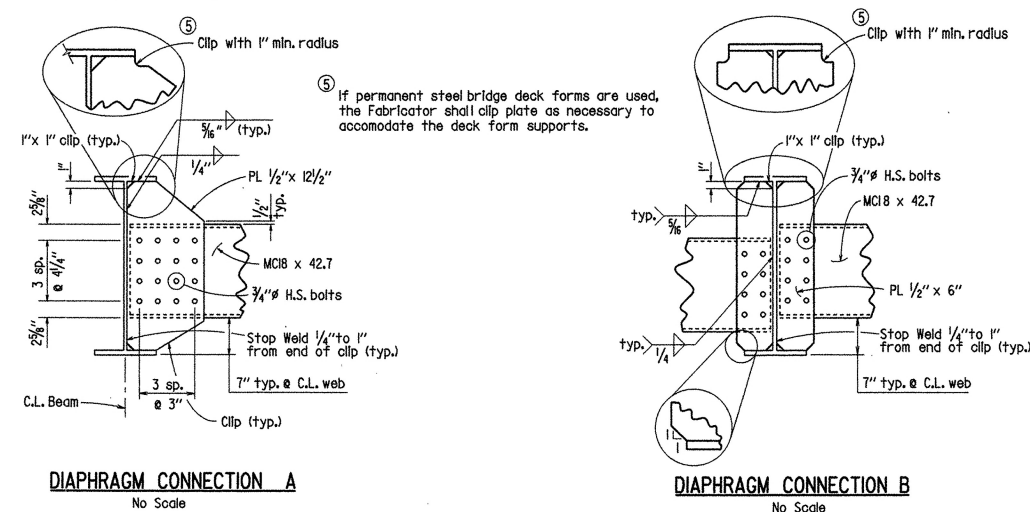 ⑤
Clip with 1" min. radius
⑤ If permanent steel bridge deck forms are used,
the Fabricator shall clip plate as necessary to
accomodate the deck form supports.
5/16" (typ.)
1"x 1" clip (typ.)
1/4"
1"
PL 1/2"x 12 1/2"
1/2"
typ.
2 5/8"
3 sp.
@ 4 1/4"
2 5/8"
MC18 x 42.7
3/4"ø H.S. bolts
Stop Weld 1/4"to 1"
from end of clip (typ.)
3 sp.
@ 3"
7" typ. @ C.L. web
C.L. Beam
Clip (typ.)
DIAPHRAGM CONNECTION A
No Scale
⑤
Clip with 1" min. radius
1"x 1" clip (typ.)
1"
3/4"ø H.S. bolts
MC18 x 42.7
typ.
5/16
PL 1/2" x 6"
typ.
1/4
Stop Weld 1/4"to 1"
from end of clip (typ.)
7" typ. @ C.L. web
1
1
DIAPHRAGM CONNECTION B
No Scale